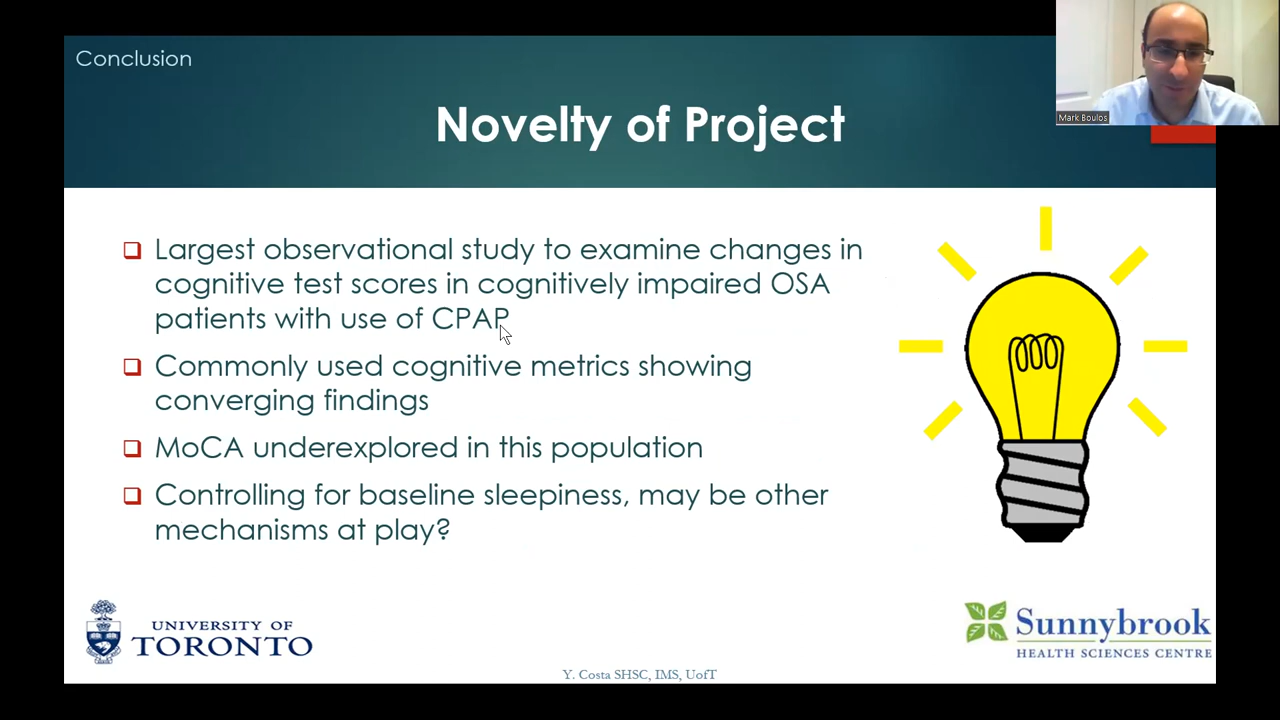 Conclusion
Novelty of Project
Mark Boulos
Largest observational study to examine changes in
cognitive test scores in cognitively impaired OSA
patients with use of CPAP
Commonly used cognitive metrics showing
converging findings
MoCA underexplored in this population
Controlling for baseline sleepiness, may be other
mechanisms at play?
UNIVERSITY OF
TORONTO
Sunnybrook
HEALTH SCIENCES CENTRE
Y. Costa SHSC, IMS, UofT